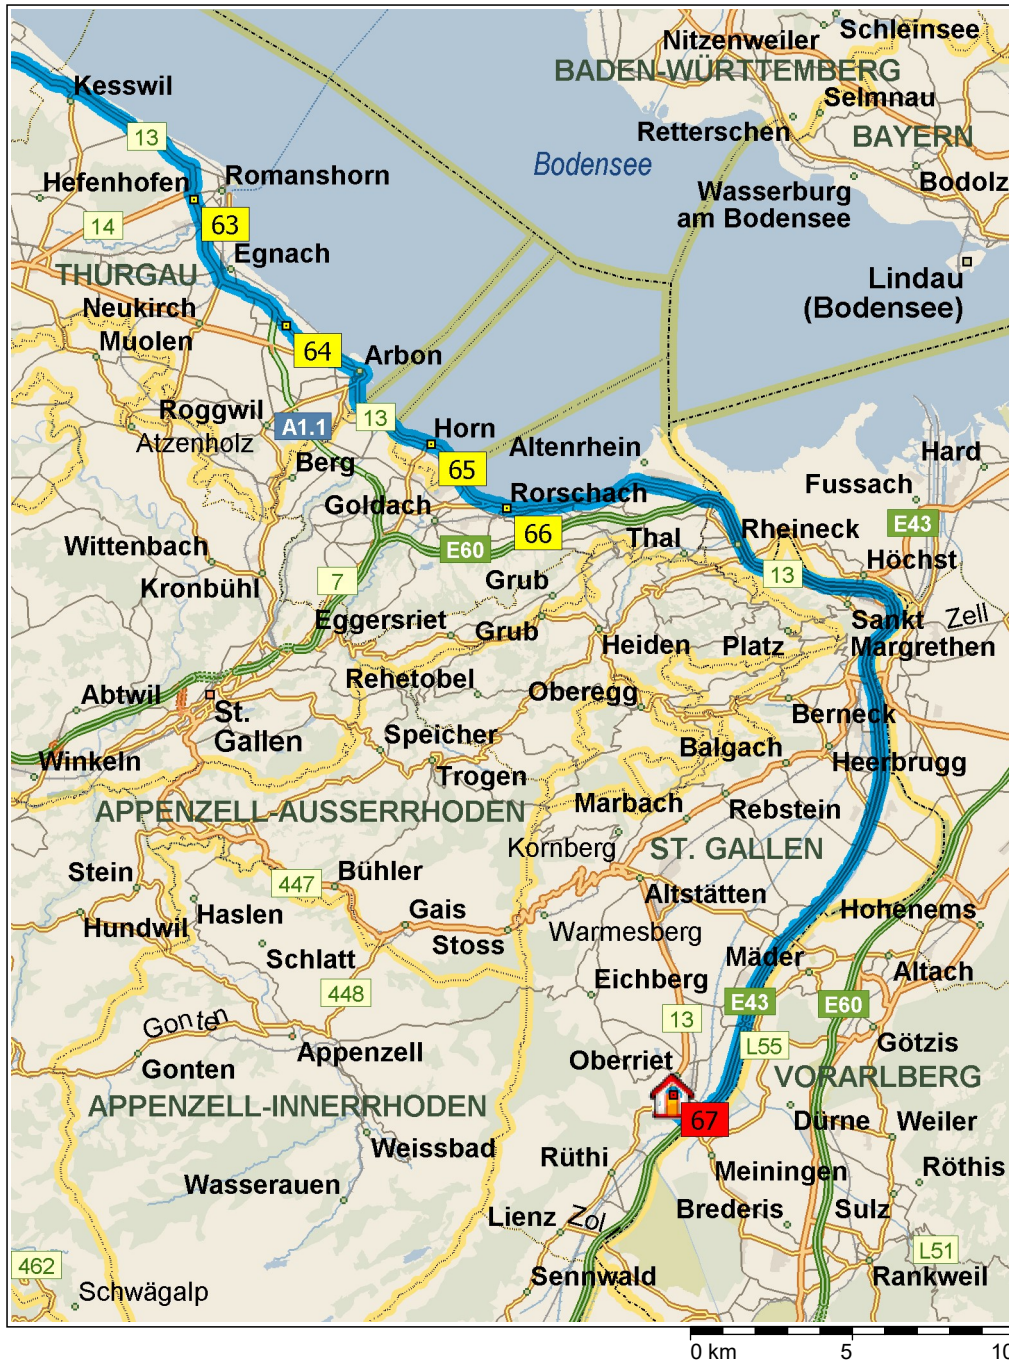 Schleinsee
Nitzenweiler
BADEN-WÜRTTEMBERG
Kesswil
Selmnau
Retterschen
BAYERN
13
Bodensee
Hefenhofen
Romanshorn
Wasserburg
am Bodensee
Bodolz
14
63
Egnach
THURGAU
Lindau
(Bodensee)
Neukirch
Muolen
64
Arbon
Roggwil
13
A1.1
Atzenholz
Horn
Altenrhein
Hard
Berg
65
Fussach
Goldach
Rorschach
E43
66
Rheineck
Wittenbach
E60
Thal
Höchst
Kronbühl
7
Grub
13
Eggersriet
Grub
Heiden
Platz
Sankt
Margrethen
Zell
Rehetobel
Abtwil
Oberegg
St.
Gallen
Berneck
Speicher
Balgach
Winkeln
Heerbrugg
Trogen
APPENZELL-AUSSERRHODEN
Marbach
Rebstein
Kornberg
ST. GALLEN
Stein
447
Bühler
Altstätten
Hundwil
Haslen
Gais
Hohenems
Stoss
Warmesberg
Schlatt
Mäder
Altach
Eichberg
448
E43
E60
Gonten
13
Appenzell
L55
Götzis
Gonten
Oberriet
VORARLBERG
APPENZELL-INNERRHODEN
67
Dürne
Weiler
Weissbad
Rüthi
Meiningen
Röthis
Wasserauen
Brederis
Sulz
Lienz
Zol
L51
462
Sennwald
Rankweil
Schwägalp
0 km
5
10